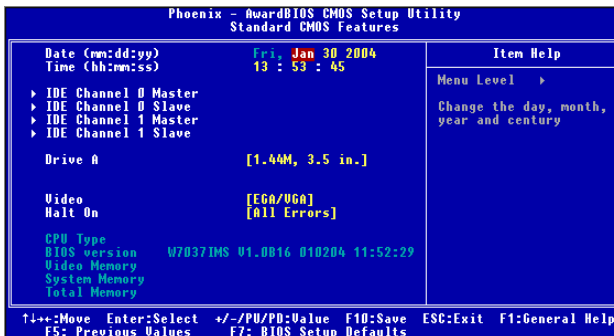 Phoenix - AwardBIOS CMOS Setup Utility
Standard CMOS Features
Date (mm:dd:yy) Fri, Jan 30 2004
Time (hh:mm:ss) 13 : 53 : 45
IDE Channel 0 Master
IDE Channel 0 Slave
IDE Channel 1 Master
IDE Channel 1 Slave
Drive A [1.44M, 3.5 in.]
Video [EGA/VGA]
Halt On [All Errors]
CPU Type
BIOS version W7037IMS V1.0B16 010204 11:52:29
Video Memory
System Memory
Total Memory
Item Help
Menu Level
Change the day, month,
year and century
↑↓→←:Move Enter:Select +/-/PU/PD:Value F10:Save ESC:Exit F1:General Help
F5: Previous Values F7: BIOS Setup Defaults